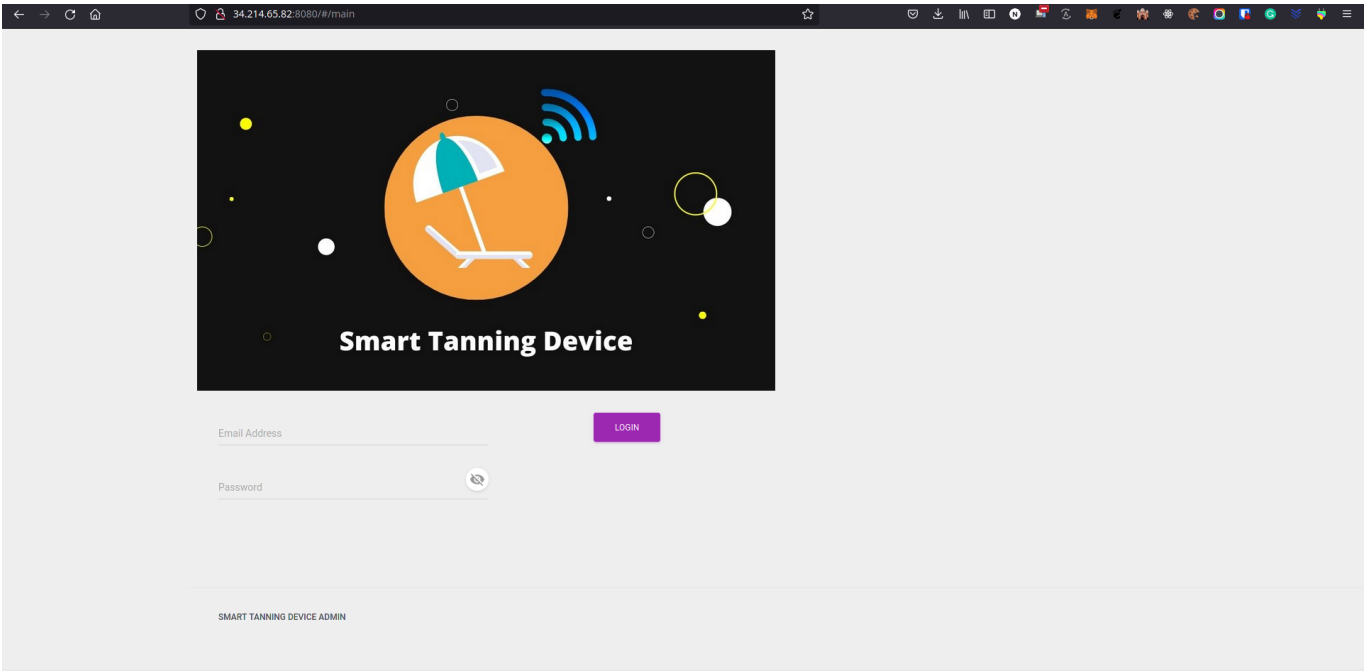 34.214.65.82:8080/#/main
Smart Tanning Device
Email Address
LOGIN
Password
SMART TANNING DEVICE ADMIN